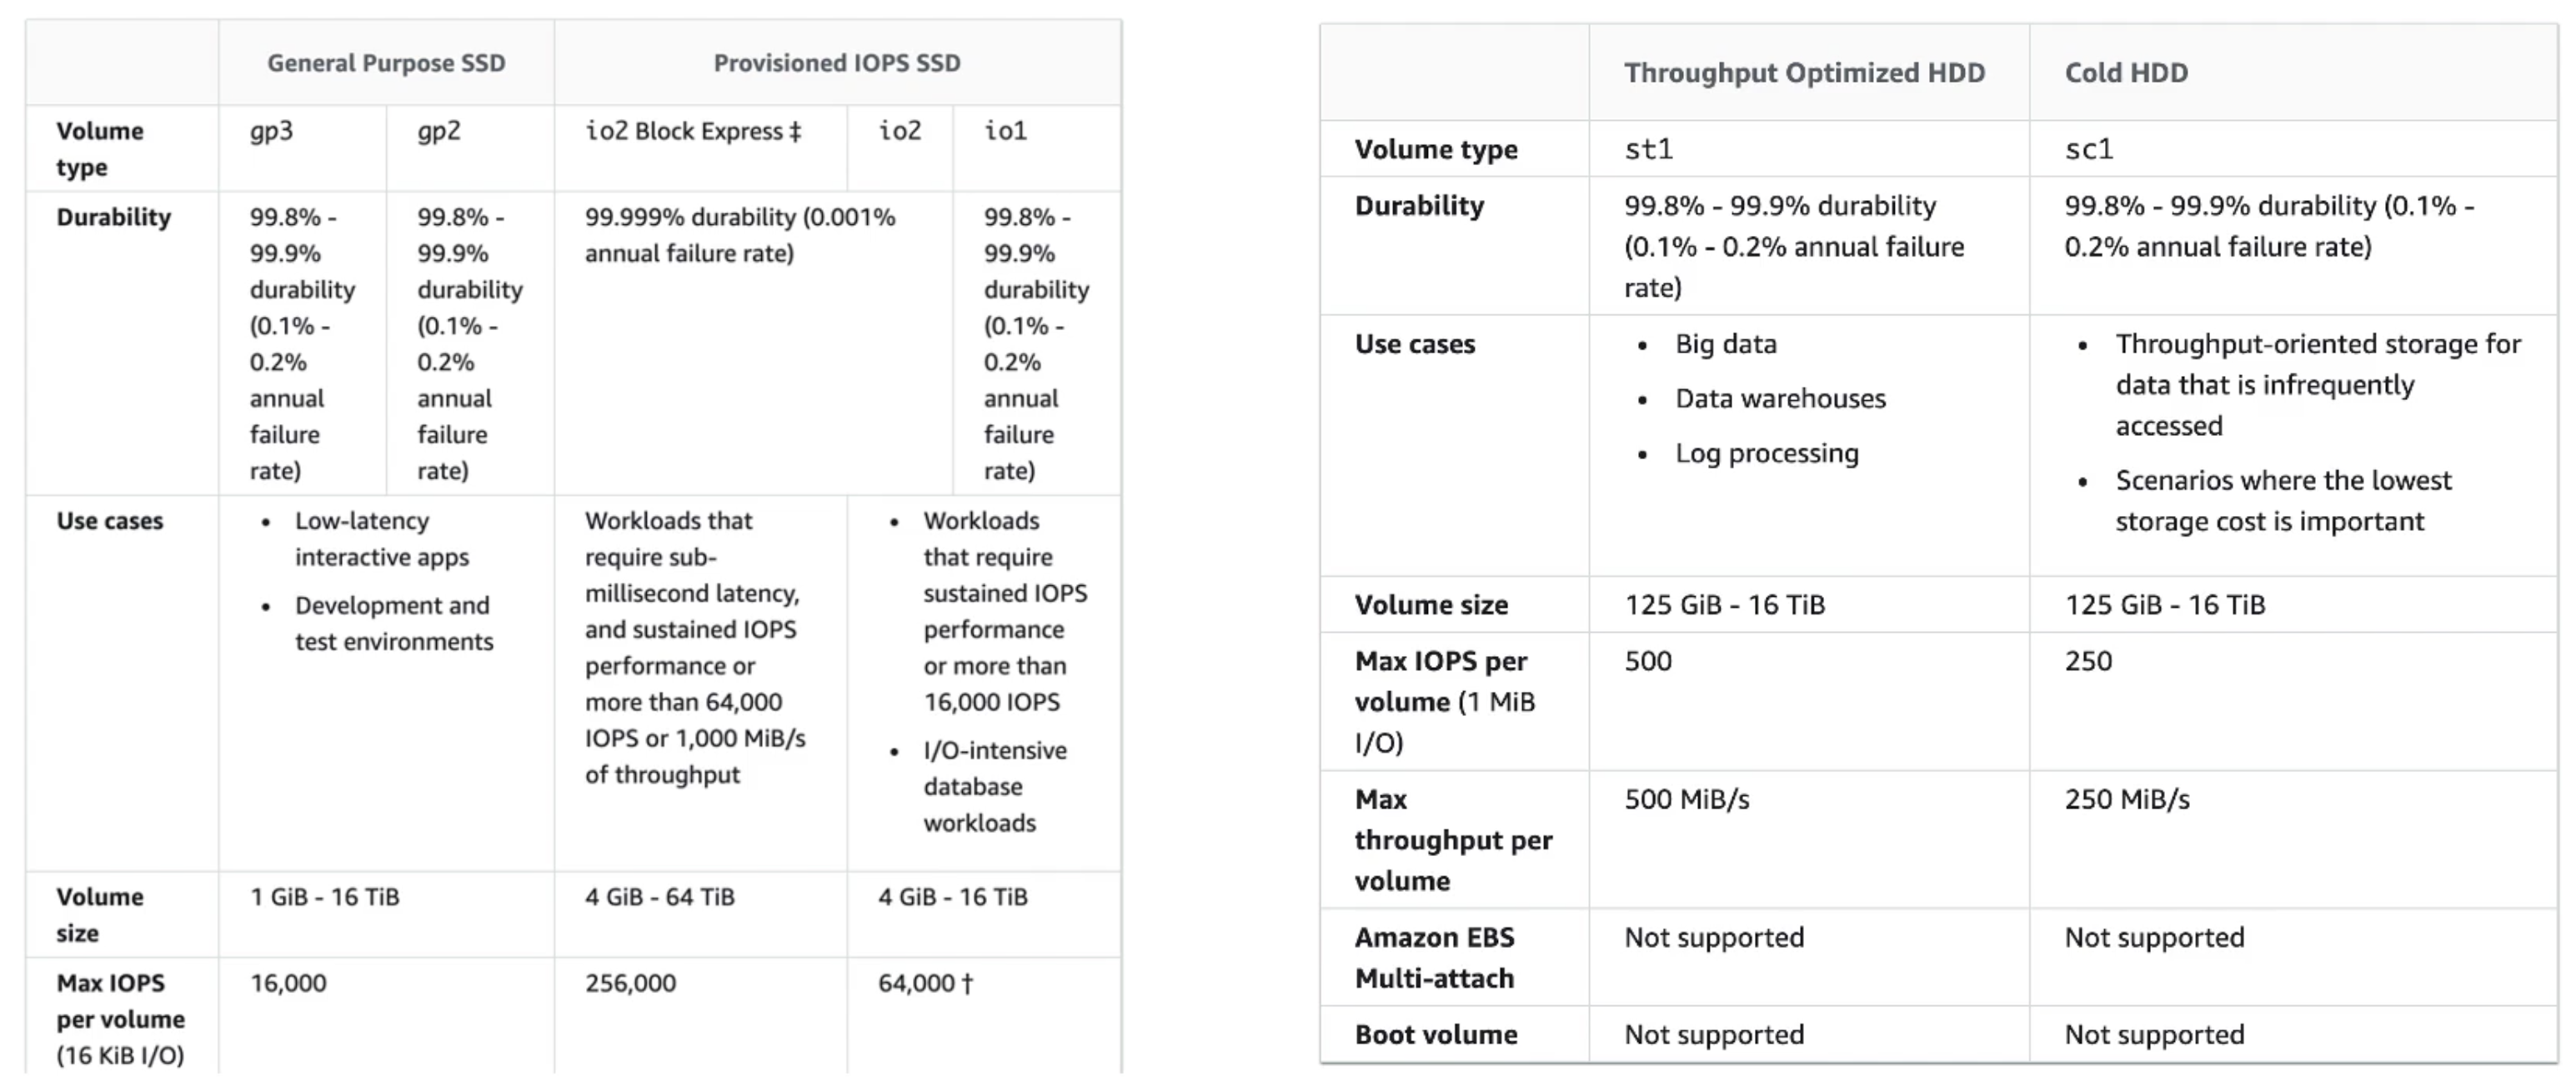 General Purpose SSD
Provisioned IOPS SSD
Volume
type
gp3
gp2
io2 Block Express ‡
io2
io1
Durability
99.8% -
99.9%
durability
(0.1% -
0.2%
annual
failure
rate)
99.8% -
99.9%
durability
(0.1% -
0.2%
annual
failure
rate)
99.999% durability (0.001%
annual failure rate)
99.8% -
99.9%
durability
(0.1% -
0.2%
annual
failure
rate)
Use cases
• Low-latency
interactive apps
• Development and
test environments
Workloads that
require sub-
millisecond latency,
and sustained IOPS
performance or
more than 64,000
IOPS or 1,000 MiB/s
of throughput
• Workloads
that require
sustained IOPS
performance
or more than
16,000 IOPS
• I/O-intensive
database
workloads
Volume
size
1 GiB - 16 TiB
4 GiB - 64 TiB
4 GiB - 16 TiB
Max IOPS
per volume
(16 KiB I/O)
16,000
256,000
64,000 †
Throughput Optimized HDD
Cold HDD
Volume type
st1
sc1
Durability
99.8% - 99.9% durability
(0.1% - 0.2% annual failure
rate)
99.8% - 99.9% durability (0.1% -
0.2% annual failure rate)
Use cases
• Big data
• Data warehouses
• Log processing
• Throughput-oriented storage for
data that is infrequently
accessed
• Scenarios where the lowest
storage cost is important
Volume size
125 GiB - 16 TiB
125 GiB - 16 TiB
Max IOPS per
volume (1 MiB
I/O)
500
250
Max
throughput per
volume
500 MiB/s
250 MiB/s
Amazon EBS
Multi-attach
Not supported
Not supported
Boot volume
Not supported
Not supported